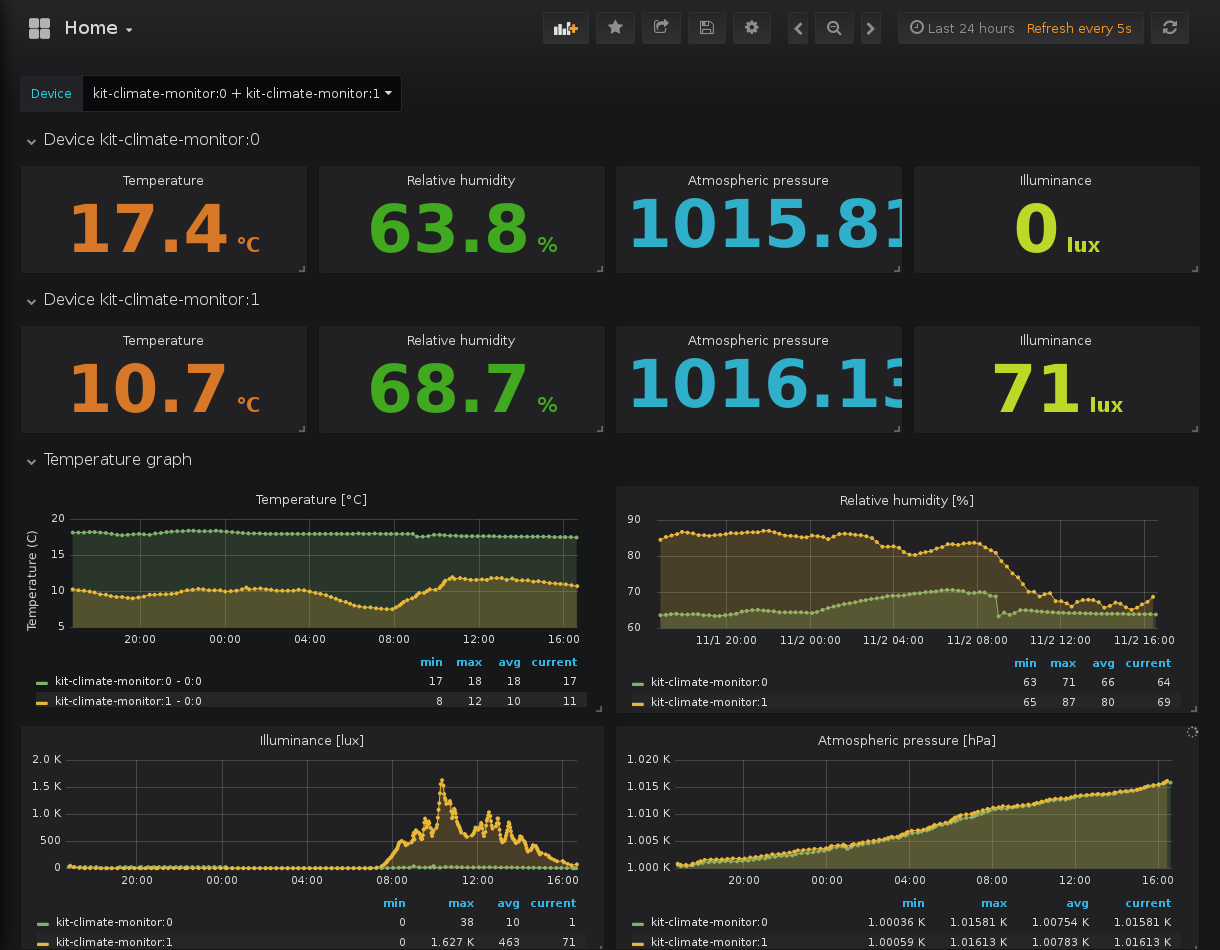 Home
Last 24 hours Refresh every 5s
Device kit-climate-monitor:0 + kit-climate-monitor:1
Device kit-climate-monitor:0
Temperature Relative humidity Atmospheric pressure Illuminance
17.4 °C 63.8 % 1015.81 0 lux
Device kit-climate-monitor:1
Temperature Relative humidity Atmospheric pressure Illuminance
10.7 °C 68.7 % 1016.13 71 lux
Temperature graph
Temperature [°C]
Temperature (C)
20
15
10
5
20:00 00:00 04:00 08:00 12:00 16:00
min max avg current
kit-climate-monitor:0 - 0:0 17 18 18 17
kit-climate-monitor:1 - 0:0 8 12 10 11
Relative humidity [%]
90
80
70
60
11/1 20:00 11/2 00:00 11/2 04:00 11/2 08:00 11/2 12:00 11/2 16:00
min max avg current
kit-climate-monitor:0 63 71 66 64
kit-climate-monitor:1 65 87 80 69
Illuminance [lux]
2.0 K
1.5 K
1.0 K
500
0
20:00 00:00 04:00 08:00 12:00 16:00
min max avg current
kit-climate-monitor:0 0 38 10 1
kit-climate-monitor:1 0 1.627 K 463 71
Atmospheric pressure [hPa]
1.020 K
1.015 K
1.010 K
1.005 K
1.000 K
20:00 00:00 04:00 08:00 12:00 16:00
min max avg current
kit-climate-monitor:0 1.00036 K 1.01581 K 1.00754 K 1.01581 K
kit-climate-monitor:1 1.00059 K 1.01613 K 1.00783 K 1.01613 K